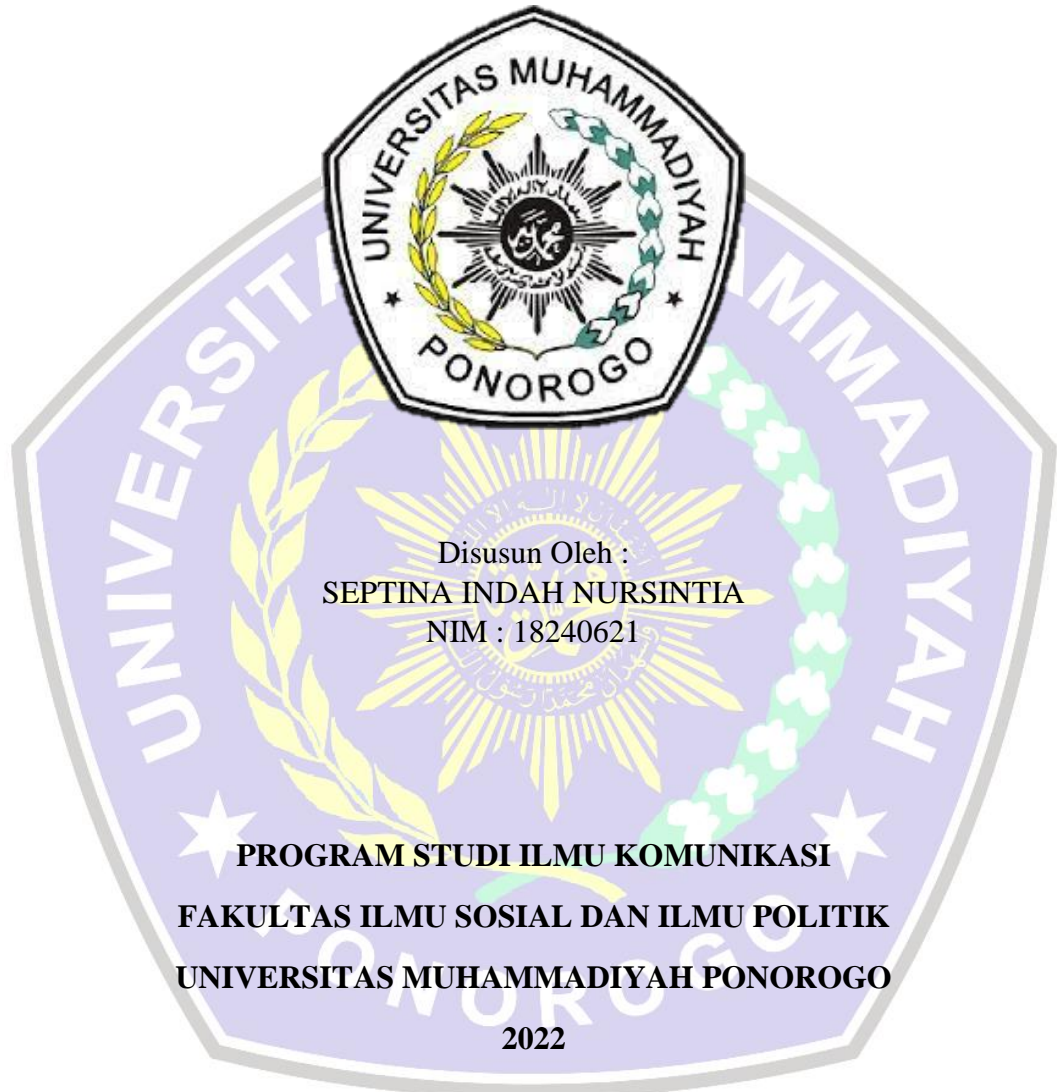 UNIVERSITAS MUHAMMADIYAH
PONOROGO
Disusun Oleh :
SEPTINA INDAH NURSINTIA
NIM : 18240621
PROGRAM STUDI ILMU KOMUNIKASI
FAKULTAS ILMU SOSIAL DAN ILMU POLITIK
UNIVERSITAS MUHAMMADIYAH PONOROGO
2022